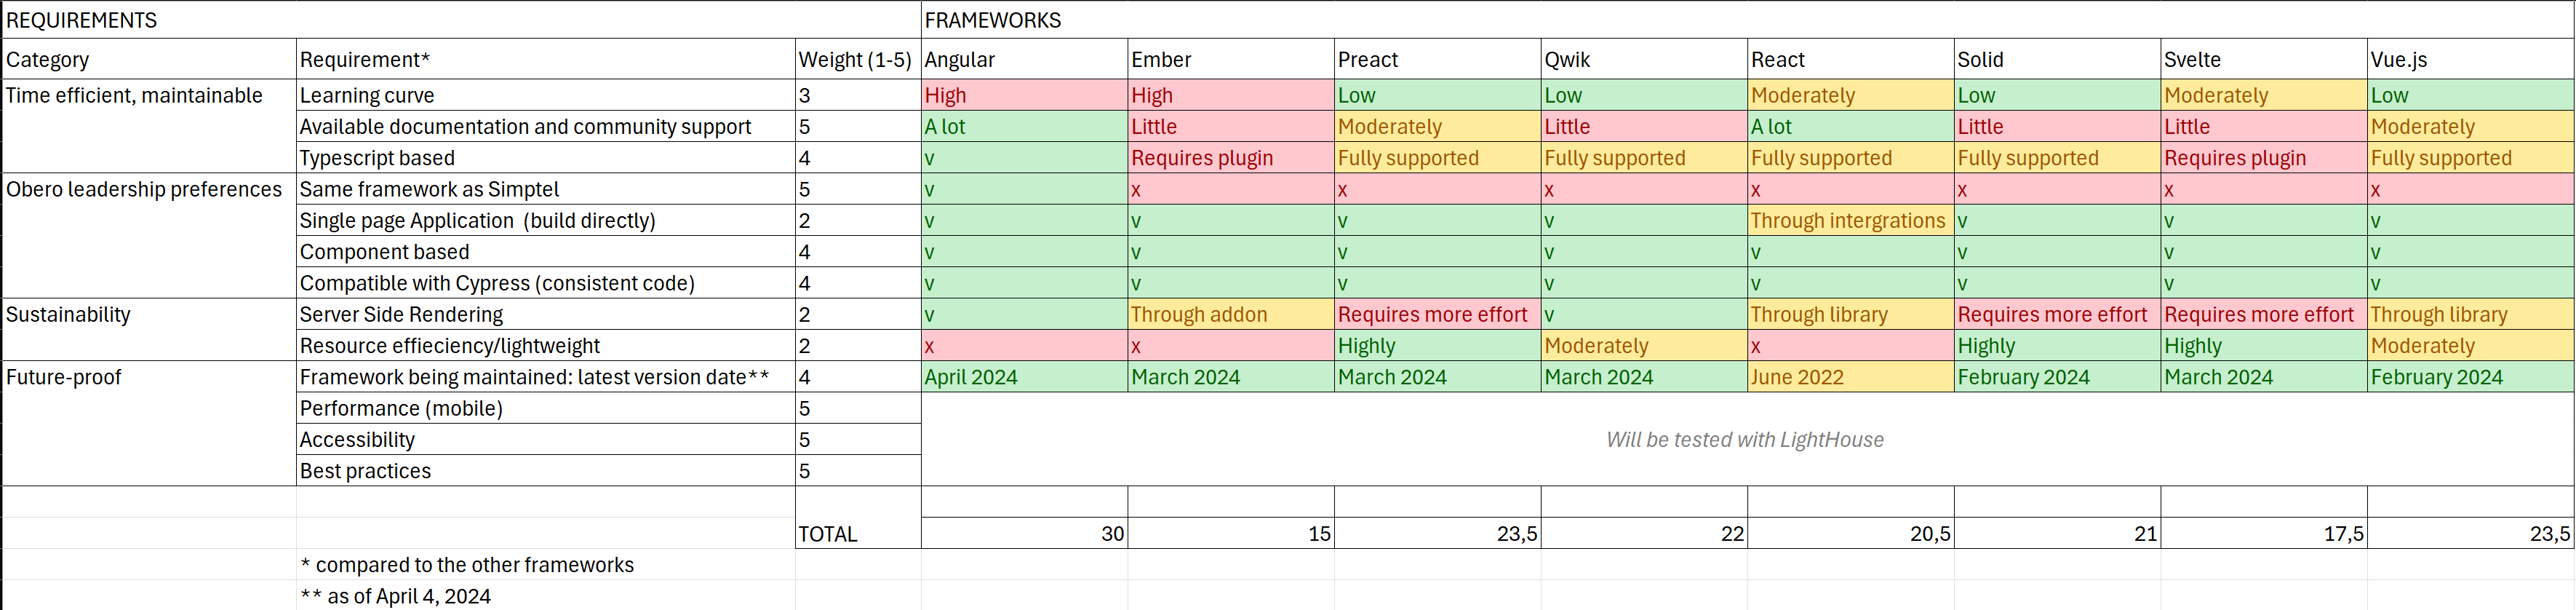 REQUIREMENTS FRAMEWORKS
Category Requirement* Weight (1-5) Angular Ember Preact Qwik React Solid Svelte Vue.js
Time efficient, maintainable Learning curve 3 High High Low Low Moderately Low Moderately Low
Available documentation and community support 5 A lot Little Moderately Little A lot Little Little Moderately
Typescript based 4 v Requires plugin Fully supported Fully supported Fully supported Fully supported Requires plugin Fully supported
Obero leadership preferences Same framework as Simptel 5 v x x x x x x x
Single page Application (build directly) 2 v v v v Through intergrations v v v
Component based 4 v v v v v v v v
Compatible with Cypress (consistent code) 4 v v v v v v v v
Sustainability Server Side Rendering 2 v Through addon Requires more effort v Through library Requires more effort Requires more effort Through library
Resource effieciency/lightweight 2 x x Highly Moderately x Highly Highly Moderately
Future-proof Framework being maintained: latest version date** 4 April 2024 March 2024 March 2024 March 2024 June 2022 February 2024 March 2024 February 2024
Performance (mobile) 5
Accessibility 5 Will be tested with LightHouse
Best practices 5
TOTAL 30 15 23,5 22 20,5 21 17,5 23,5
* compared to the other frameworks
** as of April 4, 2024